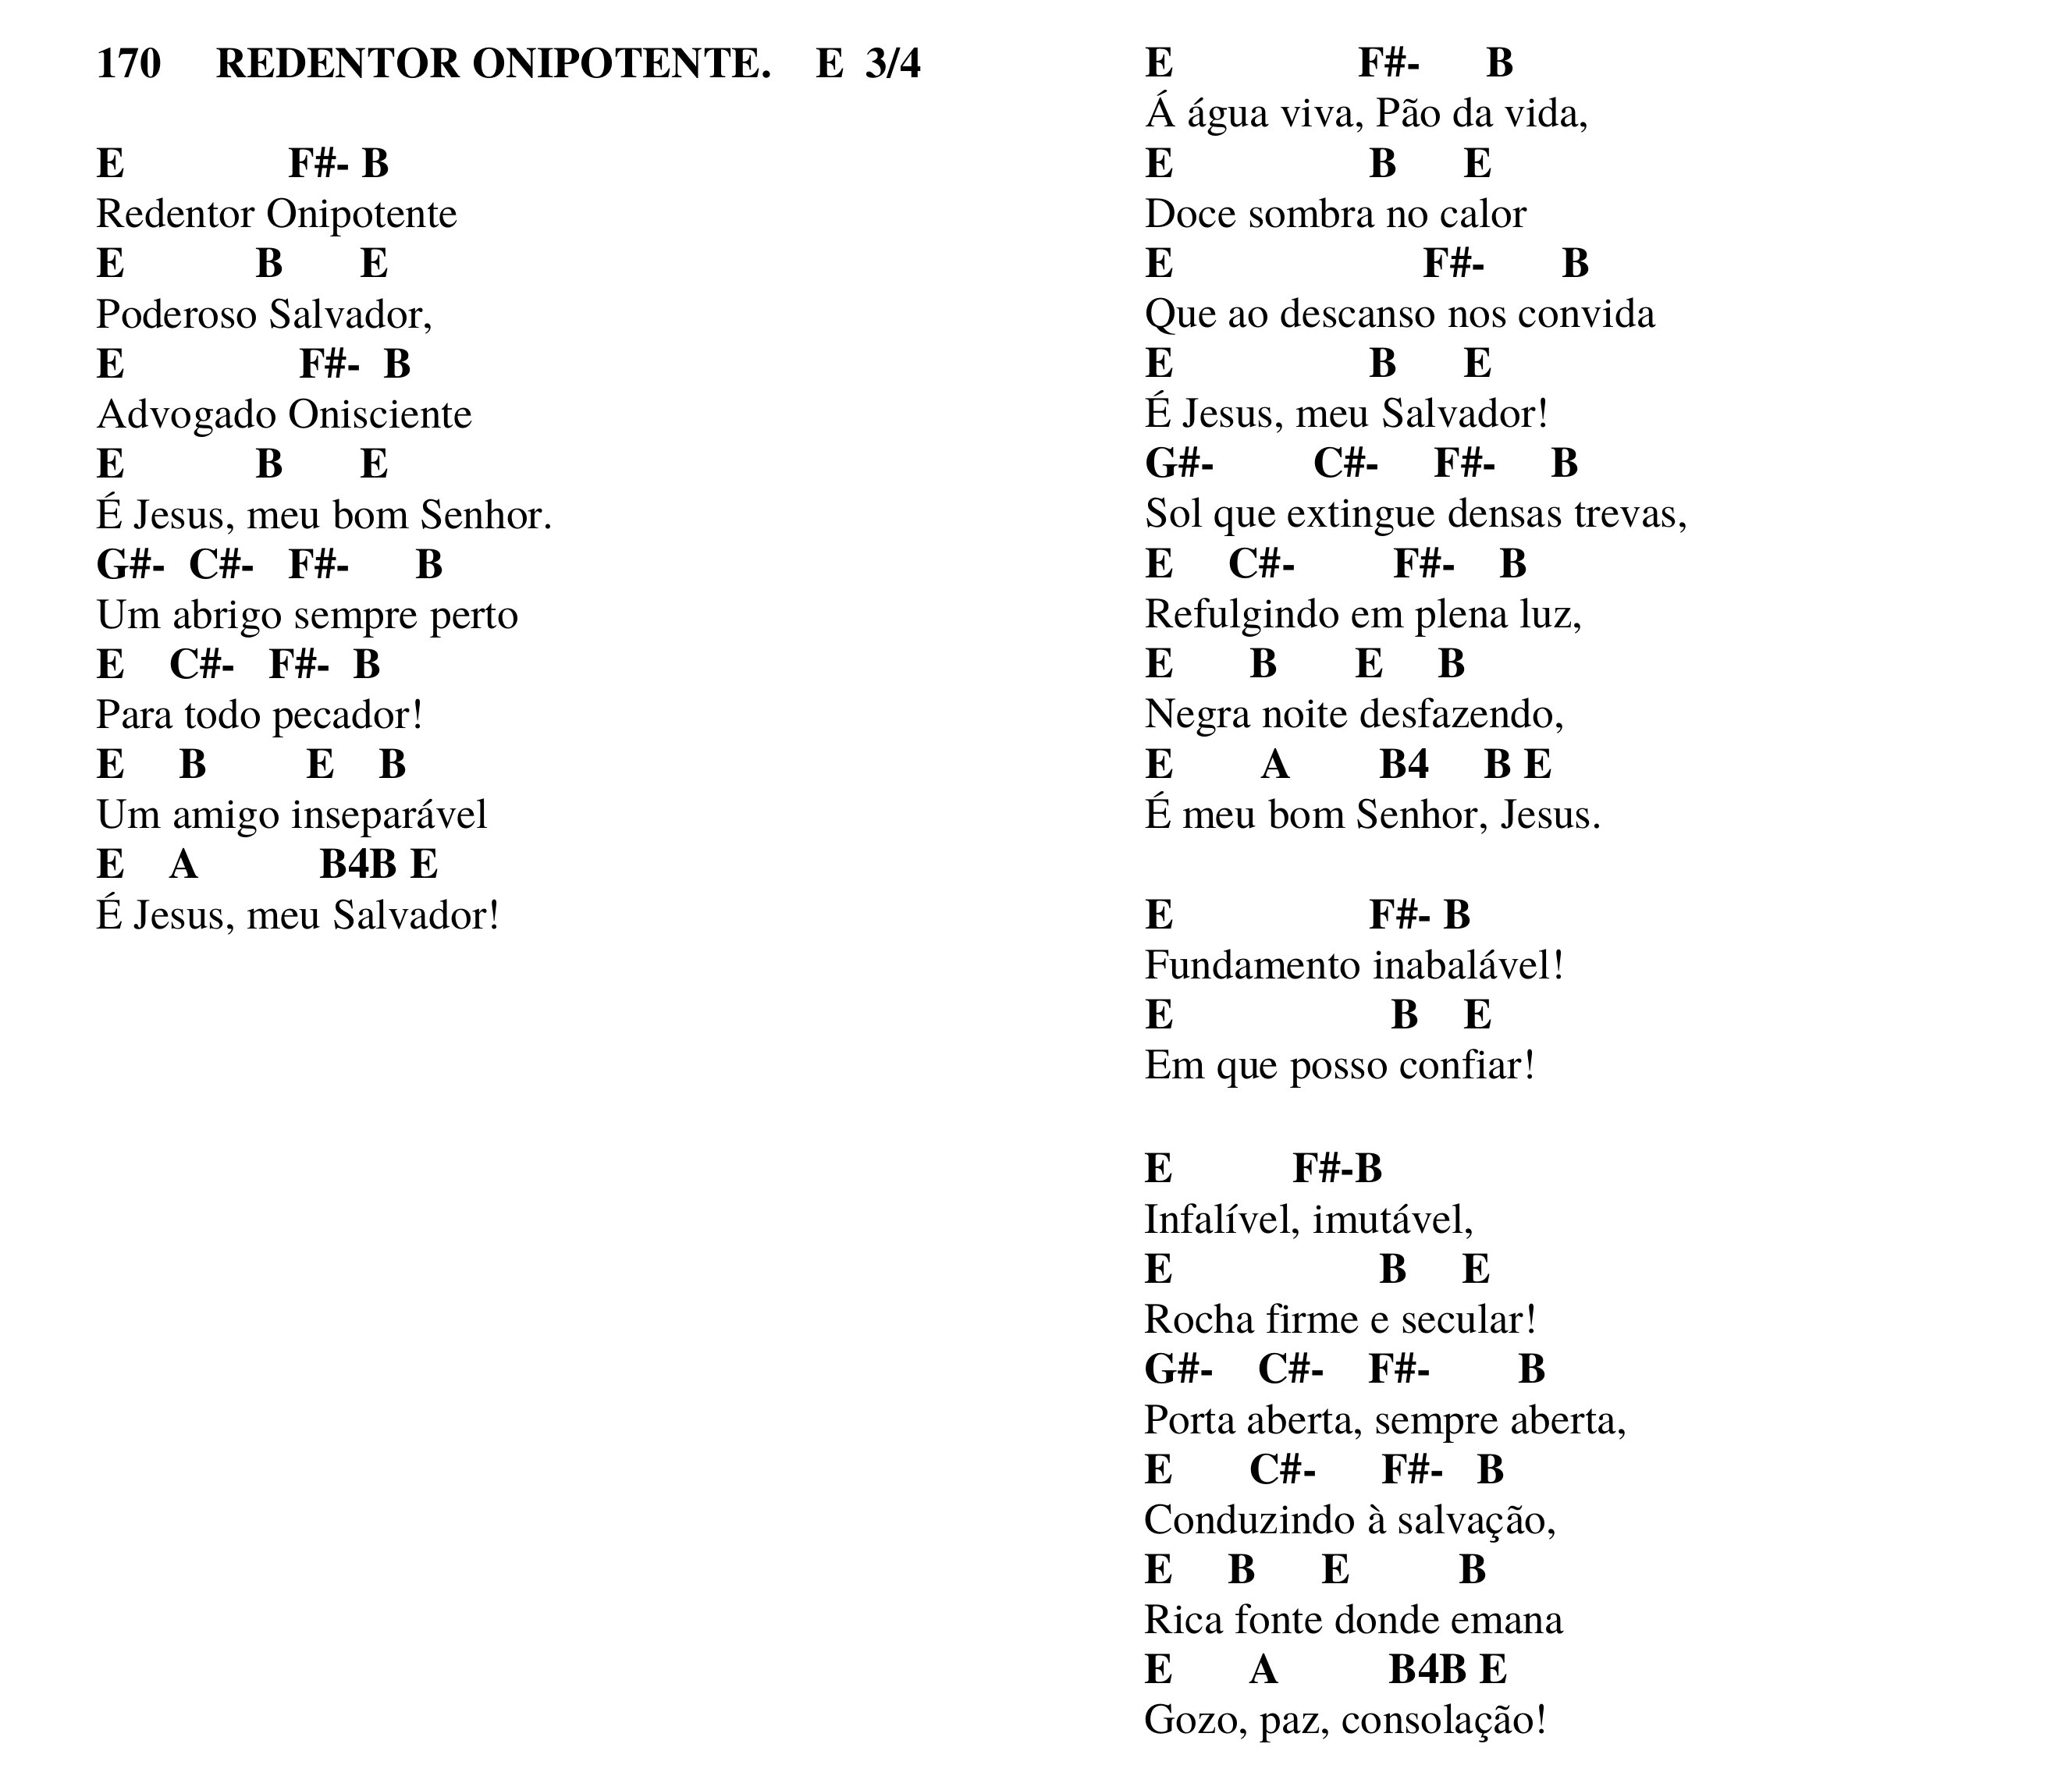 170 REDENTOR ONIPOTENTE. E 3/4
E F#- B
Redentor Onipotente
E B E
Poderoso Salvador,
E F#- B
Advogado Onisciente
E B E
É Jesus, meu bom Senhor.
G#- C#- F#- B
Um abrigo sempre perto
E C#- F#- B
Para todo pecador!
E B E B
Um amigo inseparável
E A B4B E
É Jesus, meu Salvador!
E F#- B
Á água viva, Pão da vida,
E B E
Doce sombra no calor
E F#- B
Que ao descanso nos convida
E B E
É Jesus, meu Salvador!
G#- C#- F#- B
Sol que extingue densas trevas,
E C#- F#- B
Refulgindo em plena luz,
E B E B
Negra noite desfazendo,
E A B4 B E
É meu bom Senhor, Jesus.
E F#- B
Fundamento inabalável!
E B E
Em que posso confiar!
E F#-B
Infalível, imutável,
E B E
Rocha firme e secular!
G#- C#- F#- B
Porta aberta, sempre aberta,
E C#- F#- B
Conduzindo à salvação,
E B E B
Rica fonte donde emana
E A B4B E
Gozo, paz, consolação!